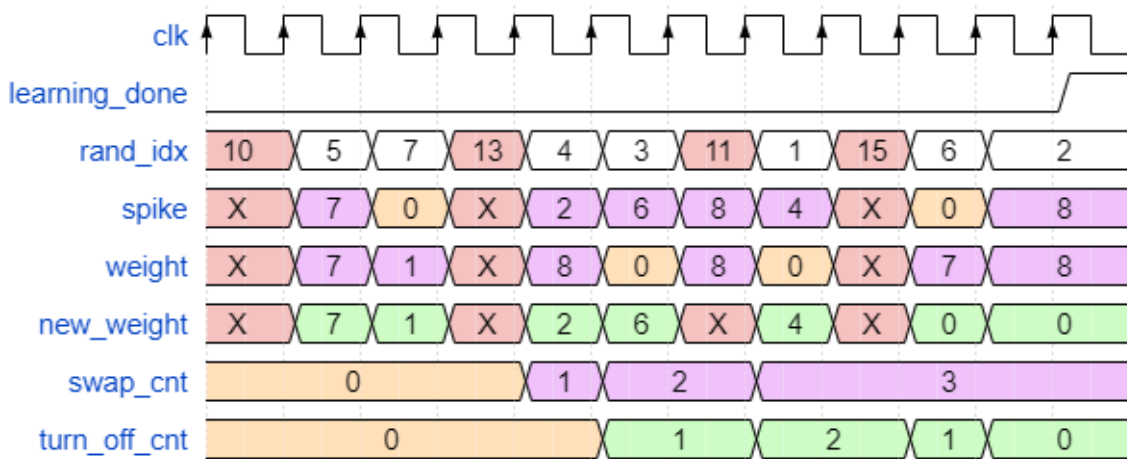 clk
learning_done
rand_idx 10 5 7 13 4 3 11 1 15 6 2
spike X 7 0 X 2 6 8 4 X 0 8
weight X 7 1 X 8 0 8 0 X 7 8
new_weight X 7 1 X 2 6 X 4 X 0 0
swap_cnt 0 1 2 3
turn_off_cnt 0 1 2 1 0